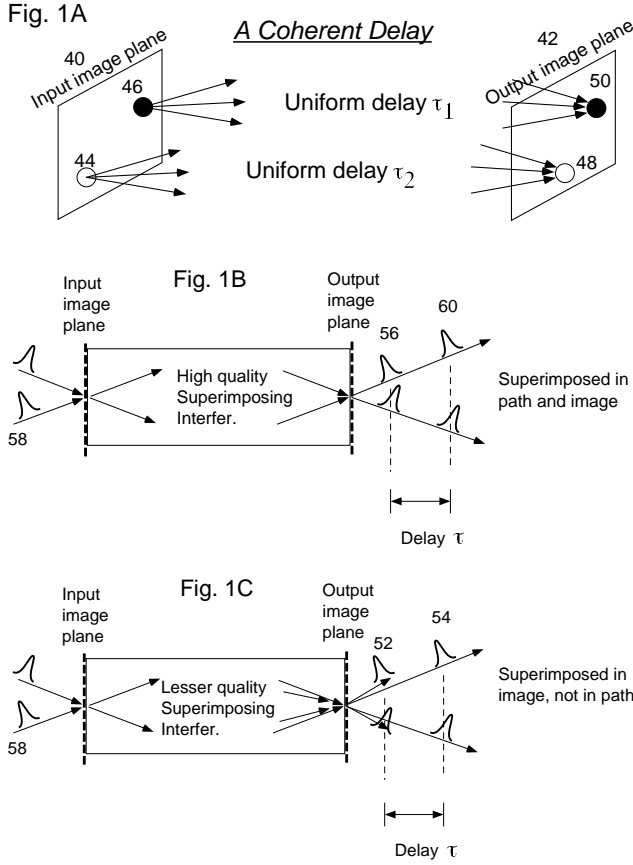 Fig. 1A
A Coherent Delay
40
Input image plane
46
44
Uniform delay τ1
Uniform delay τ2
42
Output image plane
50
48
Fig. 1B
Input
image
plane
Output
image
plane
58
High quality
Superimposing
Interfer.
56
60
Superimposed in
path and image
Delay τ
Fig. 1C
Input
image
plane
Output
image
plane
58
Lesser quality
Superimposing
Interfer.
52
54
Superimposed in
image, not in path
Delay τ